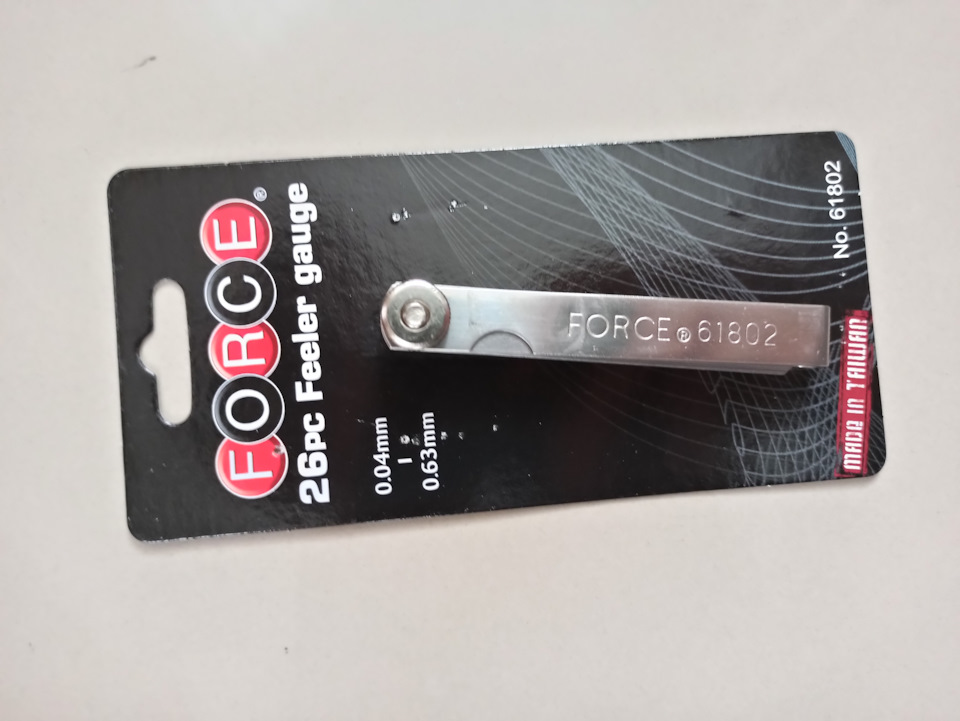 FORCE®
26PC Feeler gauge
0.04mm
|
0.63mm
FORCE® 61802
No. 61802
MADE IN TAIWAN